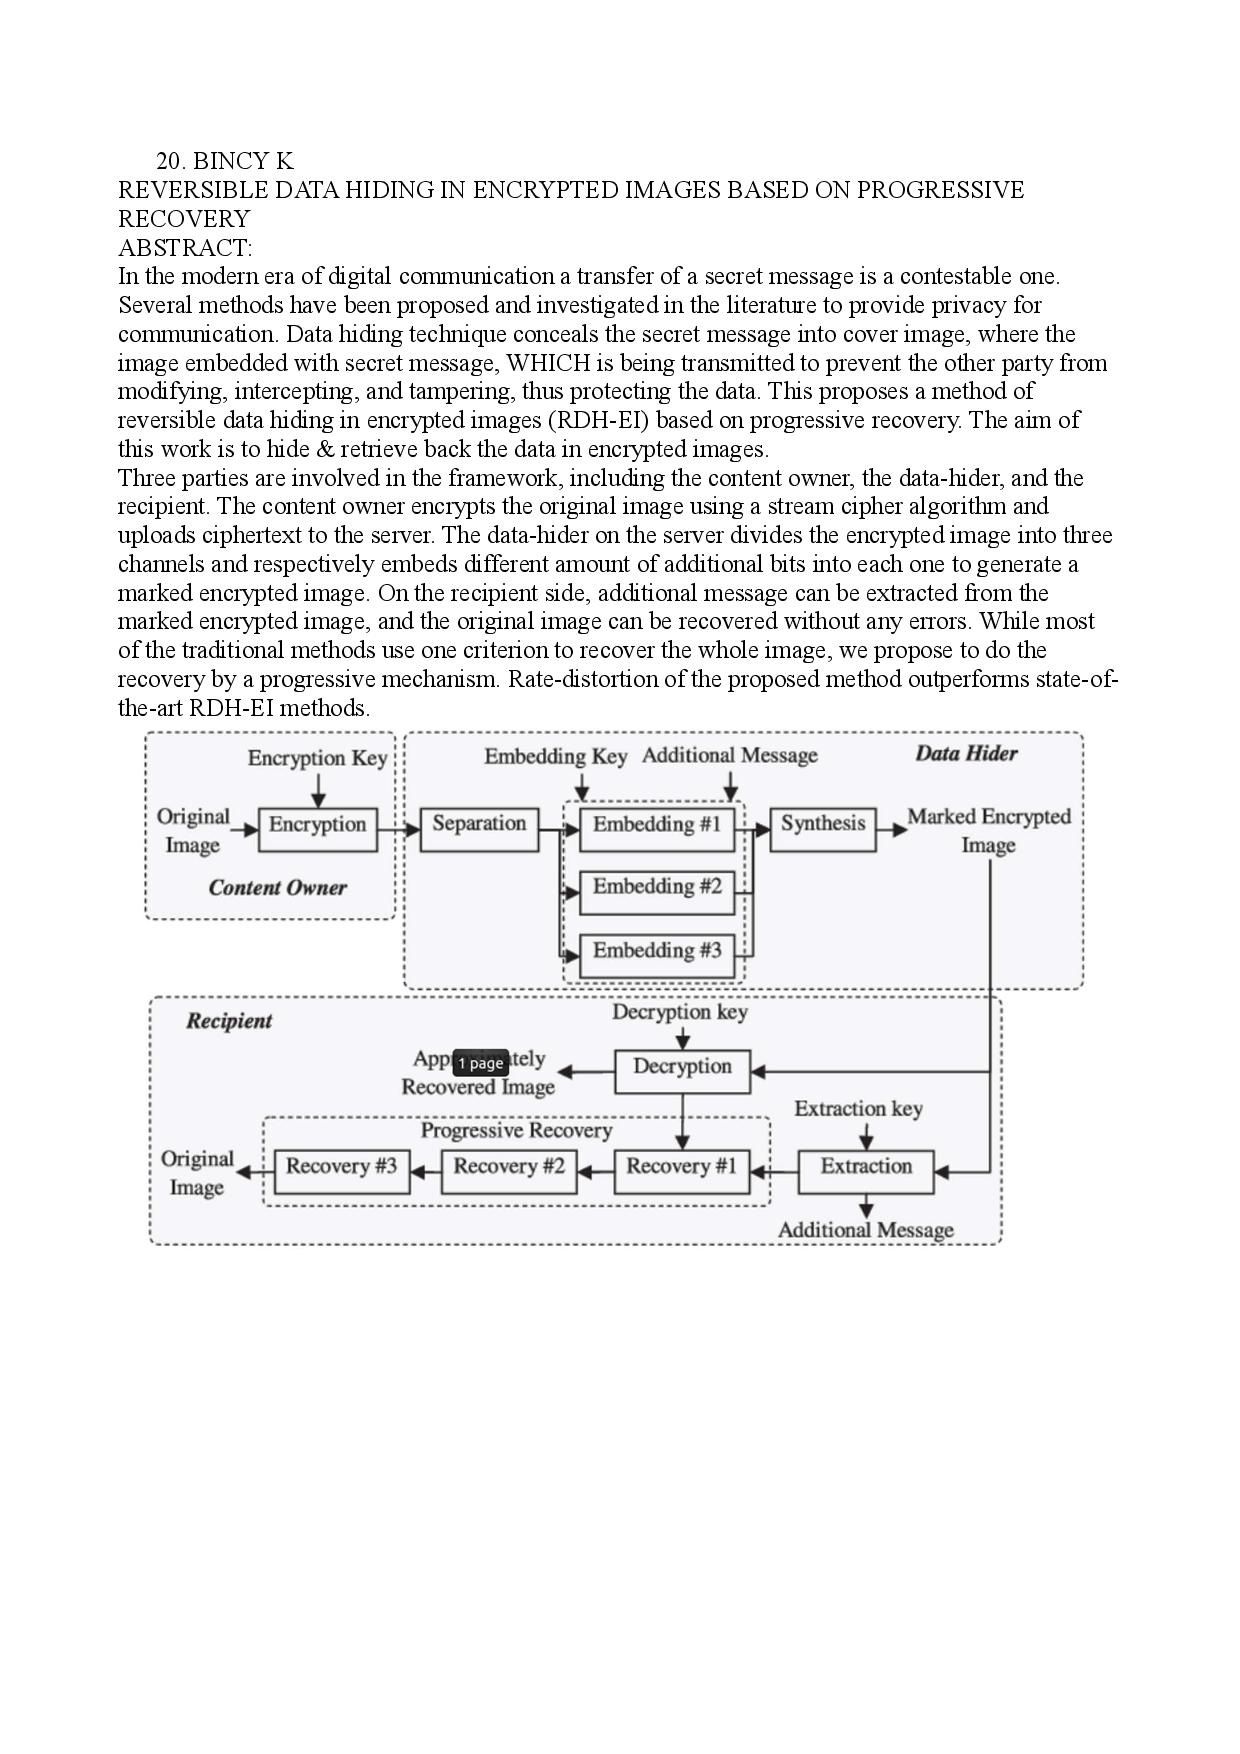 20. BINCY K
REVERSIBLE DATA HIDING IN ENCRYPTED IMAGES BASED ON PROGRESSIVE
RECOVERY
ABSTRACT:
In the modern era of digital communication a transfer of a secret message is a contestable one.
Several methods have been proposed and investigated in the literature to provide privacy for
communication. Data hiding technique conceals the secret message into cover image, where the
image embedded with secret message, WHICH is being transmitted to prevent the other party from
modifying, intercepting, and tampering, thus protecting the data. This proposes a method of
reversible data hiding in encrypted images (RDH-EI) based on progressive recovery. The aim of
this work is to hide & retrieve back the data in encrypted images.
Three parties are involved in the framework, including the content owner, the data-hider, and the
recipient. The content owner encrypts the original image using a stream cipher algorithm and
uploads ciphertext to the server. The data-hider on the server divides the encrypted image into three
channels and respectively embeds different amount of additional bits into each one to generate a
marked encrypted image. On the recipient side, additional message can be extracted from the
marked encrypted image, and the original image can be recovered without any errors. While most
of the traditional methods use one criterion to recover the whole image, we propose to do the
recovery by a progressive mechanism. Rate-distortion of the proposed method outperforms state-of-
the-art RDH-EI methods.
Encryption Key
Original
Image
Encryption
Content Owner
Embedding Key
Additional Message
Data Hider
Separation
Embedding #1
Embedding #2
Embedding #3
Synthesis
Marked Encrypted
Image
Recipient
Decryption key
Decryption
1 page
Recovered Image
Extraction key
Progressive Recovery
Original
Image
Recovery #3
Recovery #2
Recovery #1
Extraction
Additional Message